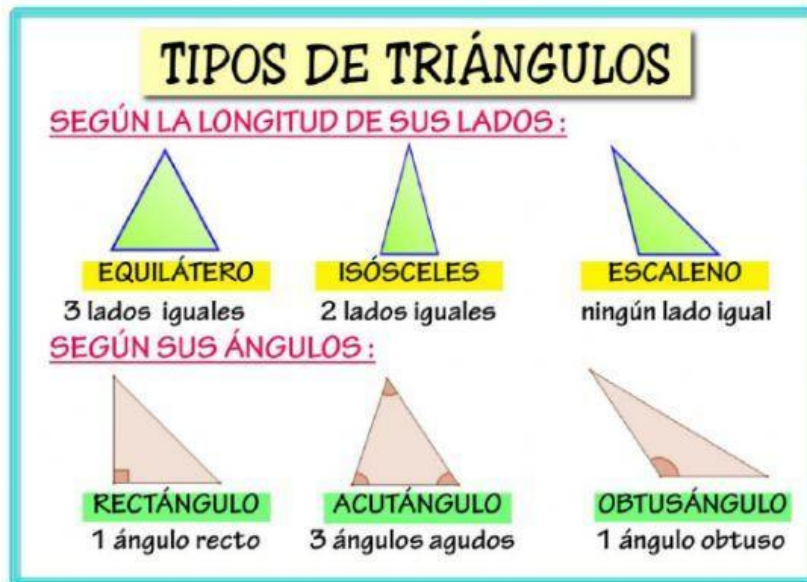 TIPOS DE TRIÁNGULOS
SEGÚN LA LONGITUD DE SUS LADOS :
EQUILÁTERO
3 lados iguales
ISÓSCELES
2 lados iguales
ESCALENO
ningún lado igual
SEGÚN SUS ÁNGULOS :
RECTÁNGULO
1 ángulo recto
ACUTÁNGULO
3 ángulos agudos
OBTUSÁNGULO
1 ángulo obtuso